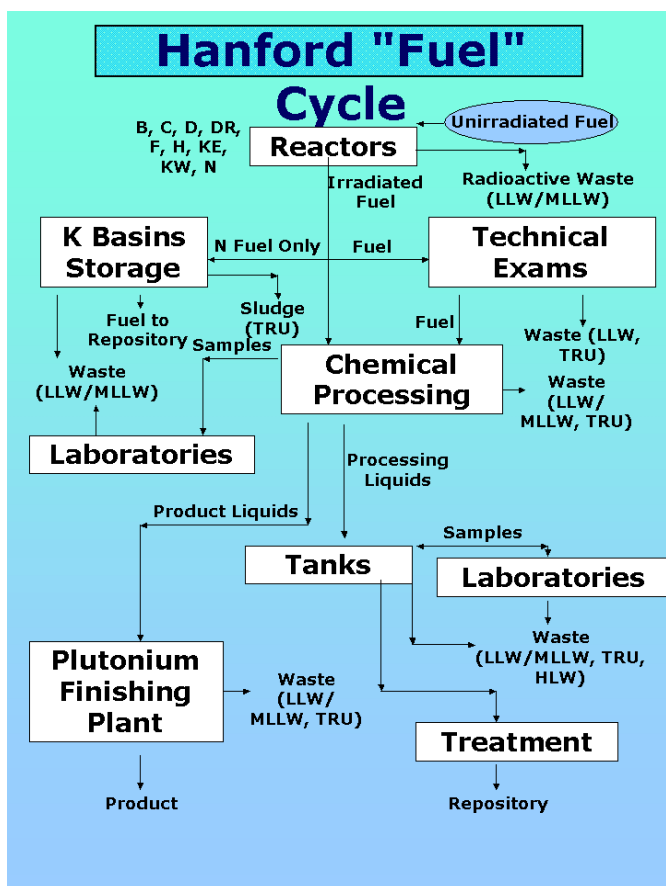 Hanford "Fuel"
Cycle
B, C, D, DR,
F, H, KE,
KW, N
Unirradiated Fuel
Reactors
Irradiated
Fuel
Radioactive Waste
(LLW/MLLW)
K Basins
Storage
N Fuel Only
Fuel
Technical
Exams
Fuel to
Repository
Sludge
(TRU)
Fuel
Waste (LLW,
TRU)
Waste
(LLW/MLLW)
Samples
Chemical
Processing
Waste
(LLW/
MLLW, TRU)
Laboratories
Processing
Liquids
Product Liquids
Tanks
Samples
Laboratories
Plutonium
Finishing
Plant
Waste
(LLW/
MLLW, TRU)
Waste
(LLW/MLLW, TRU,
HLW)
Treatment
Product
Repository